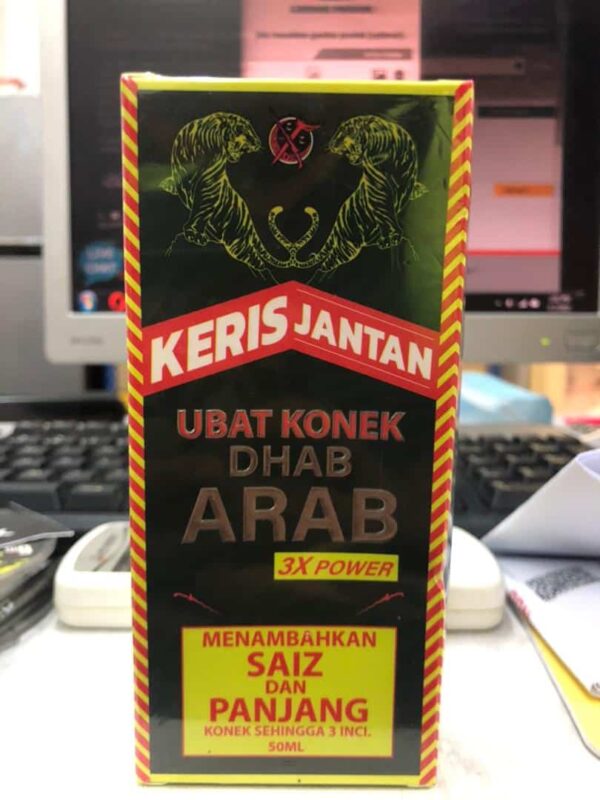 KERIS JANTAN
UBAT KONEK
DHAB
ARAB
3X POWER
MENAMBAHKAN
SAIZ
DAN
PANJANG
KONEK SEHINGGA 3 INCI.
50ML